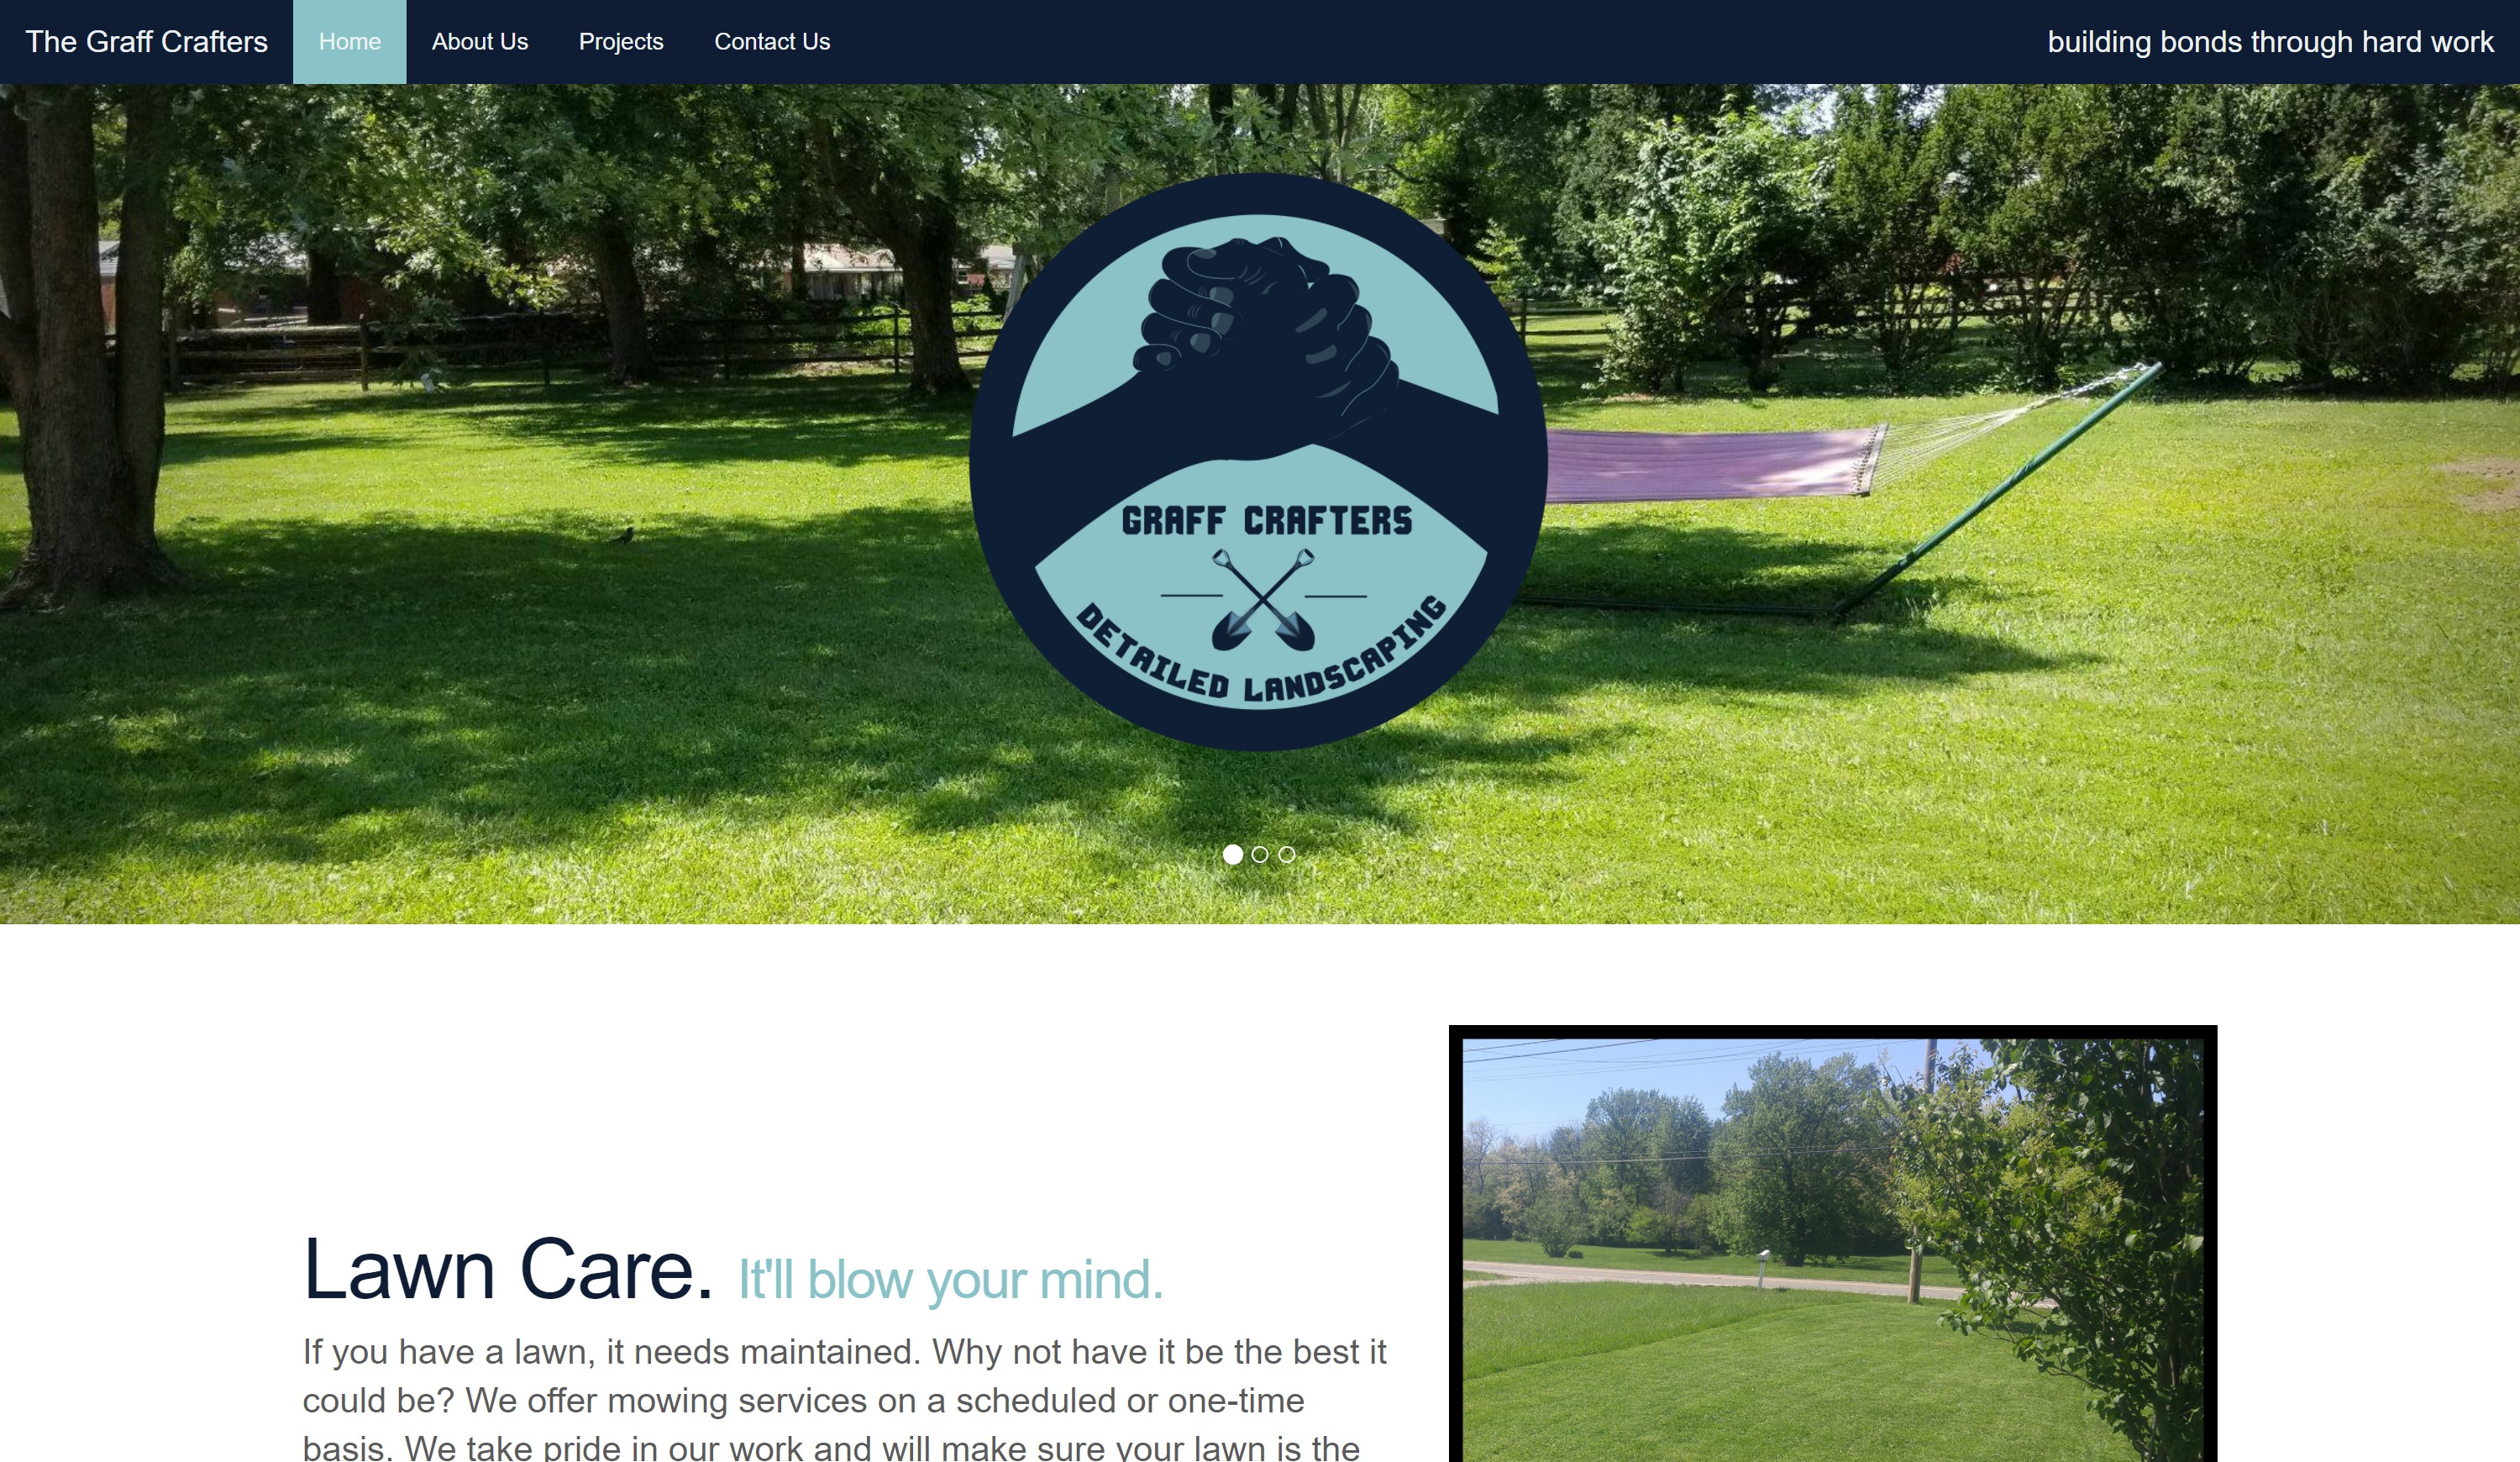 The Graff Crafters Home About Us Projects Contact Us building bonds through hard work
GRAFF CRAFTERS
DETAILED LANDSCAPING
Lawn Care. It'll blow your mind.
If you have a lawn, it needs maintained. Why not have it be the best it
could be? We offer mowing services on a scheduled or one-time
basis. We take pride in our work and will make sure your lawn is the